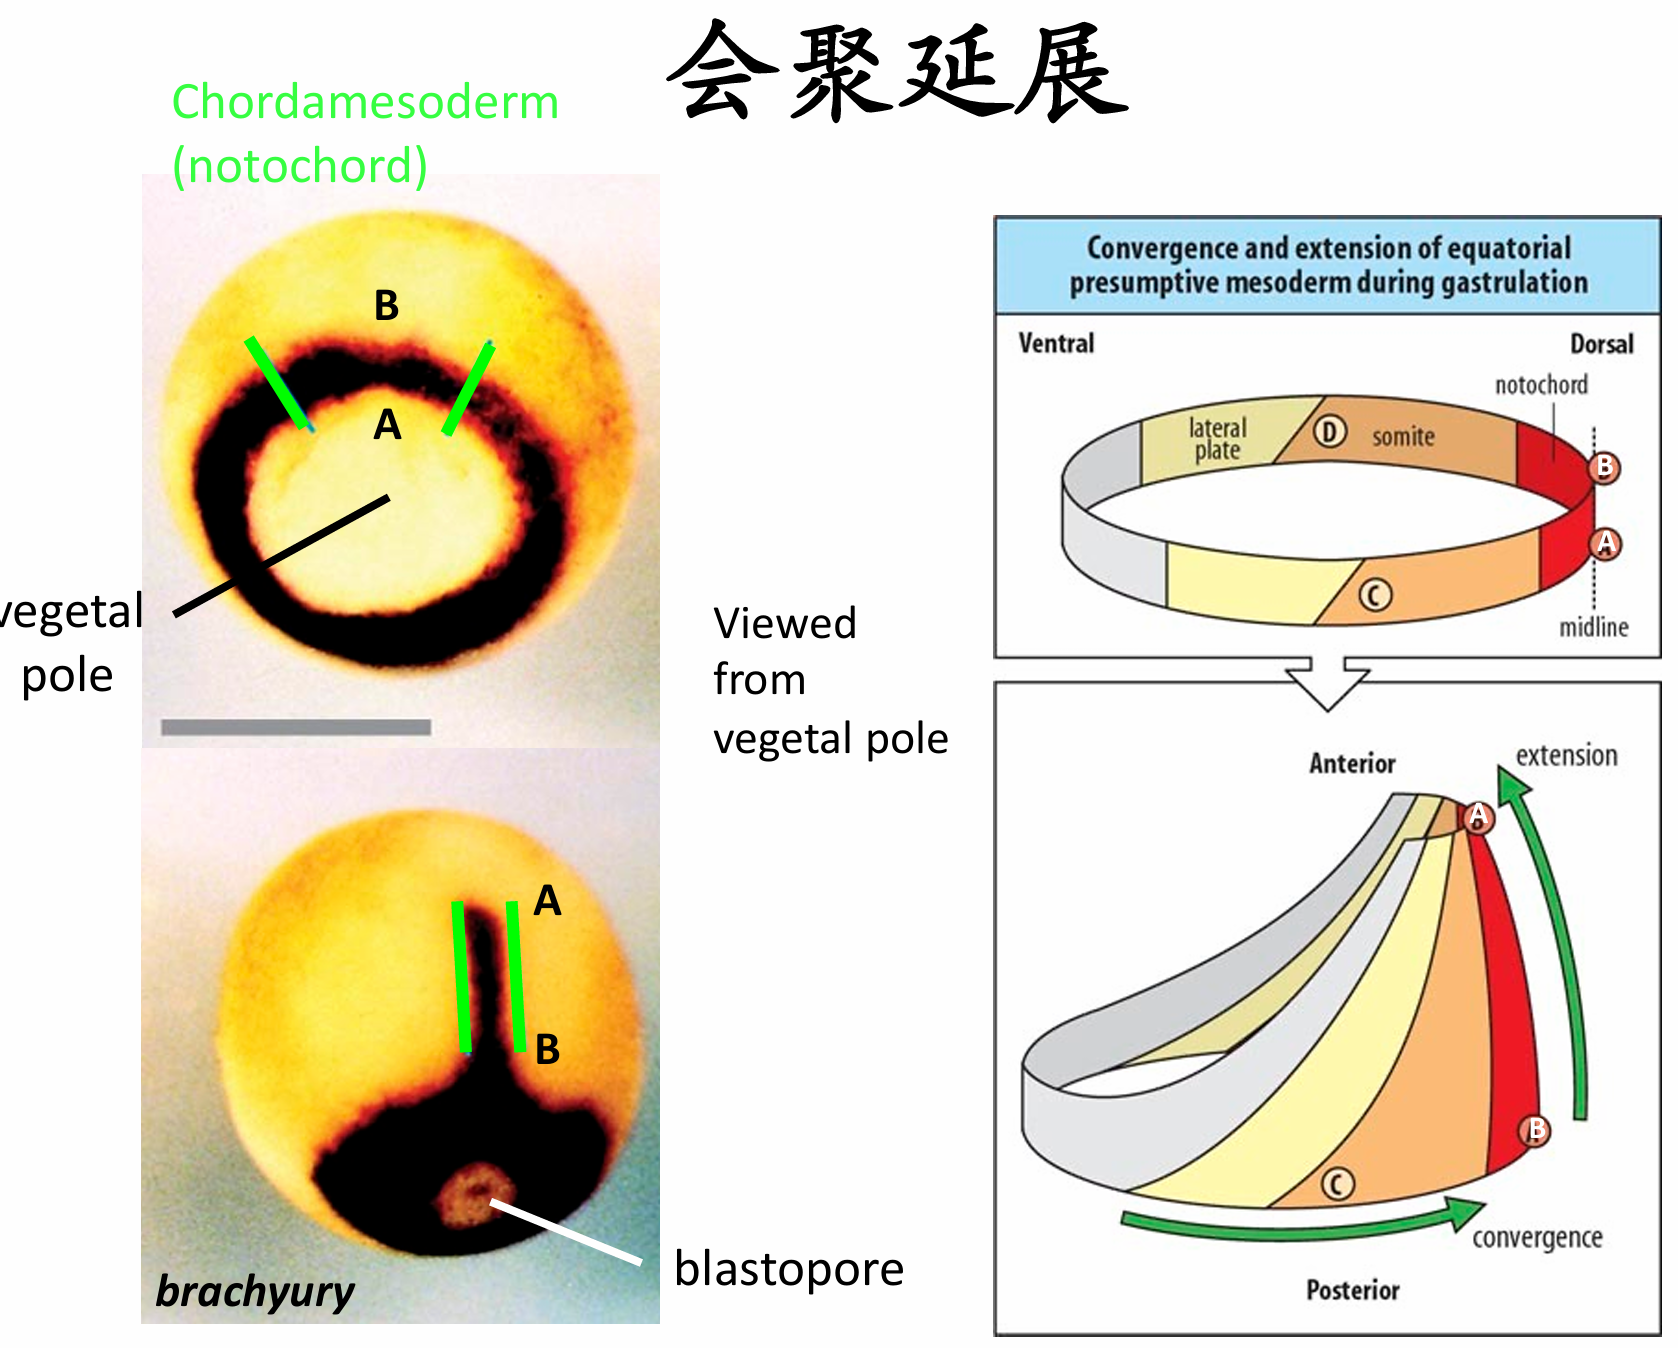 会聚延展
Chordamesoderm
(notochord)
B
A
vegetal
pole
A
B
brachyury
blastopore
Viewed
from
vegetal pole
Convergence and extension of equatorial
presumptive mesoderm during gastrulation
Ventral
Dorsal
notochord
lateral
plate
D
somite
B
A
C
midline
Anterior
extension
A
B
C
convergence
Posterior